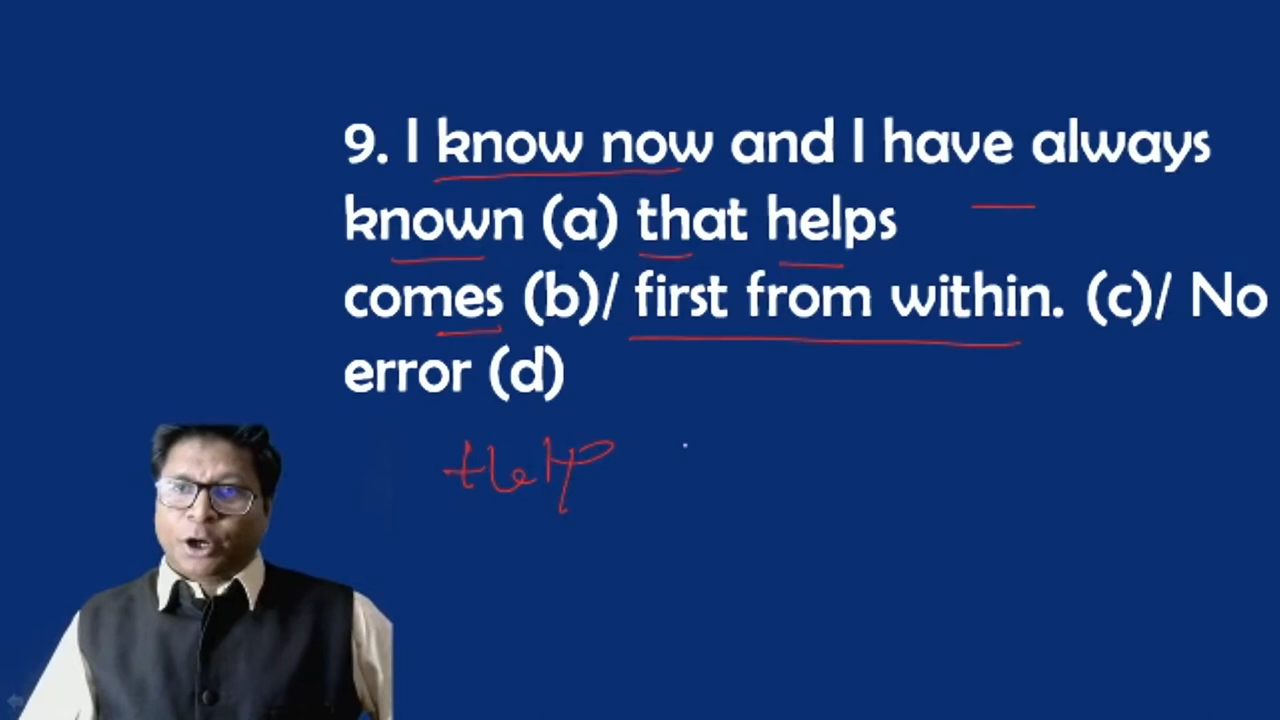 9. I know now and I have always
known (a) that helps
comes (b)/ first from within. (c)/ No
error (d)
Help